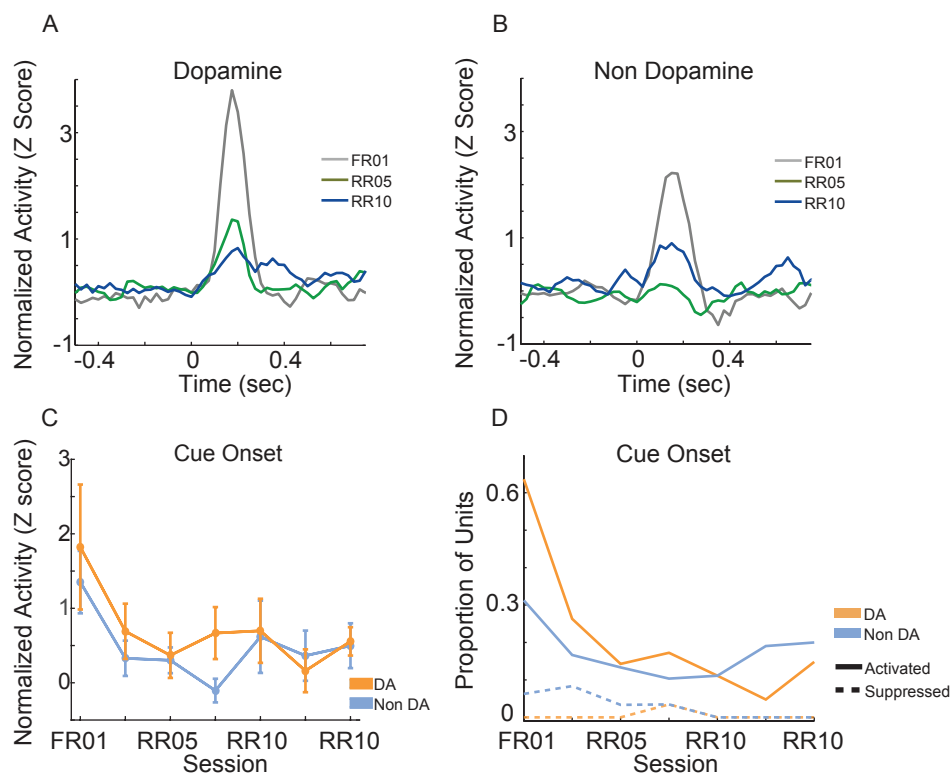 A
Dopamine
Normalized Activity (Z Score)
3
1
-1
-0.4
0
0.4
Time (sec)
FR01
RR05
RR10
B
Non Dopamine
Normalized Activity (Z Score)
3
1
-1
-0.4
0
0.4
Time (sec)
FR01
RR05
RR10
C
Cue Onset
Normalized Activity (Z score)
3
2
1
0
FR01
RR05
RR10
RR10
Session
DA
Non DA
D
Cue Onset
Proportion of Units
0.6
0.3
0
FR01
RR05
RR10
RR10
Session
DA
Non DA
Activated
Suppressed